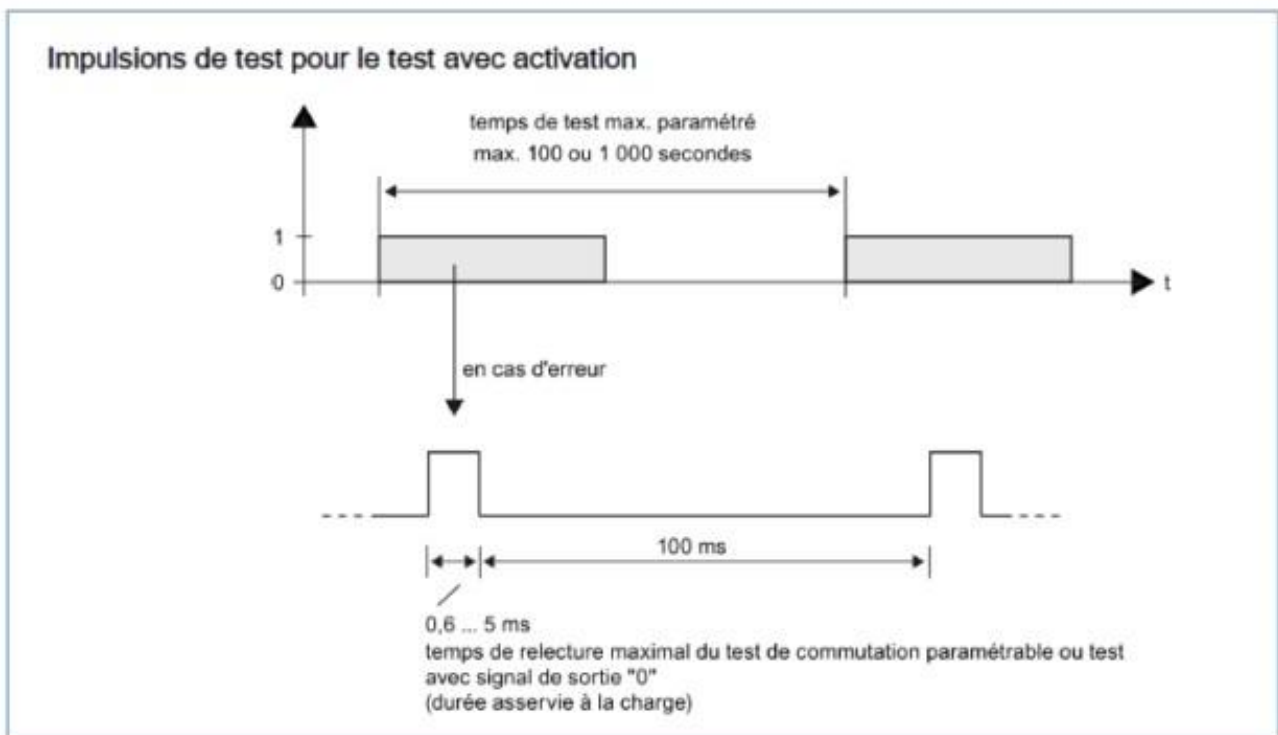 Impulsions de test pour le test avec activation
temps de test max. paramétré
max. 100 ou 1 000 secondes
1
0
t
en cas d'erreur
100 ms
0,6 ... 5 ms
temps de relecture maximal du test de commutation paramétrable ou test
avec signal de sortie "0"
(durée asservie à la charge)